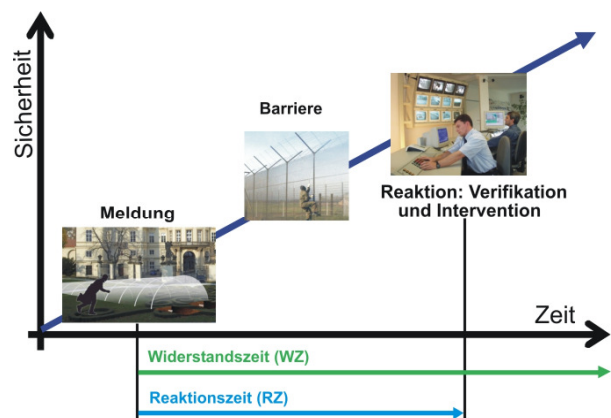 Sicherheit
Barriere
Reaktion: Verifikation
und Intervention
Meldung
Zeit
Widerstandszeit (WZ)
Reaktionszeit (RZ)